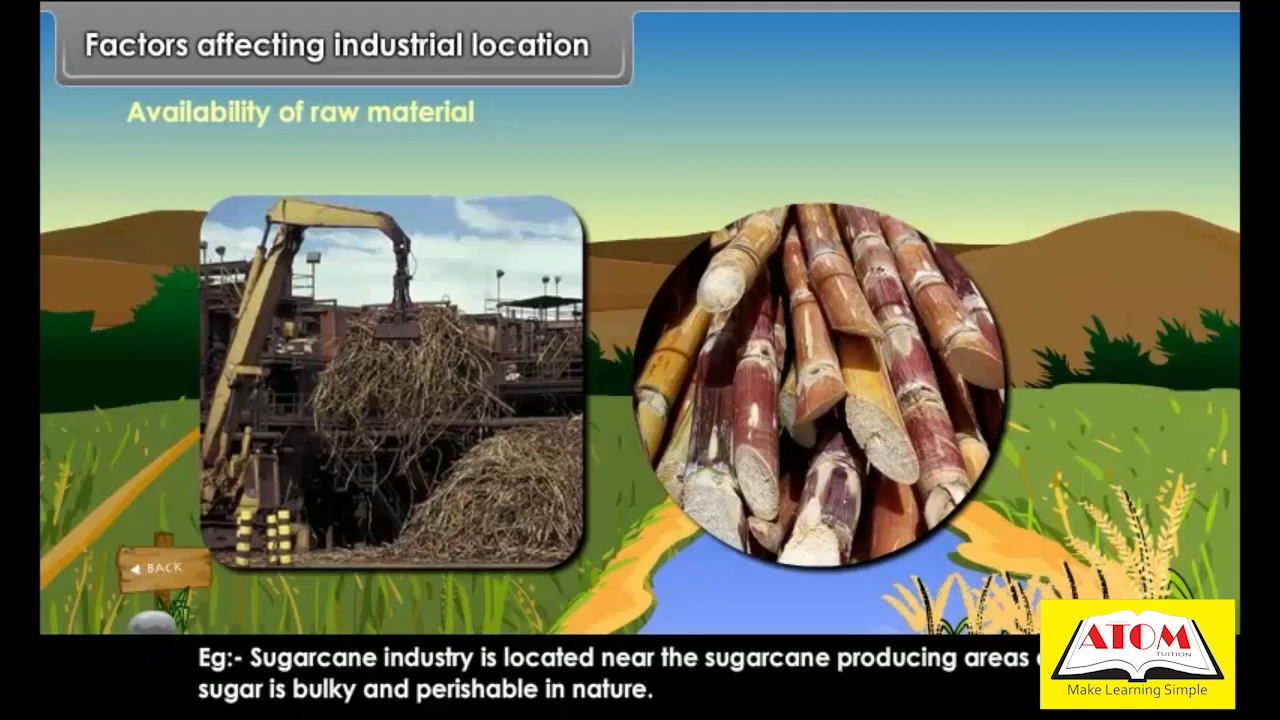 Factors affecting industrial location
Availability of raw material
◄ BACK
Eg:- Sugarcane industry is located near the sugarcane producing areas
sugar is bulky and perishable in nature.
ATOM
TUITION
Make Learning Simple